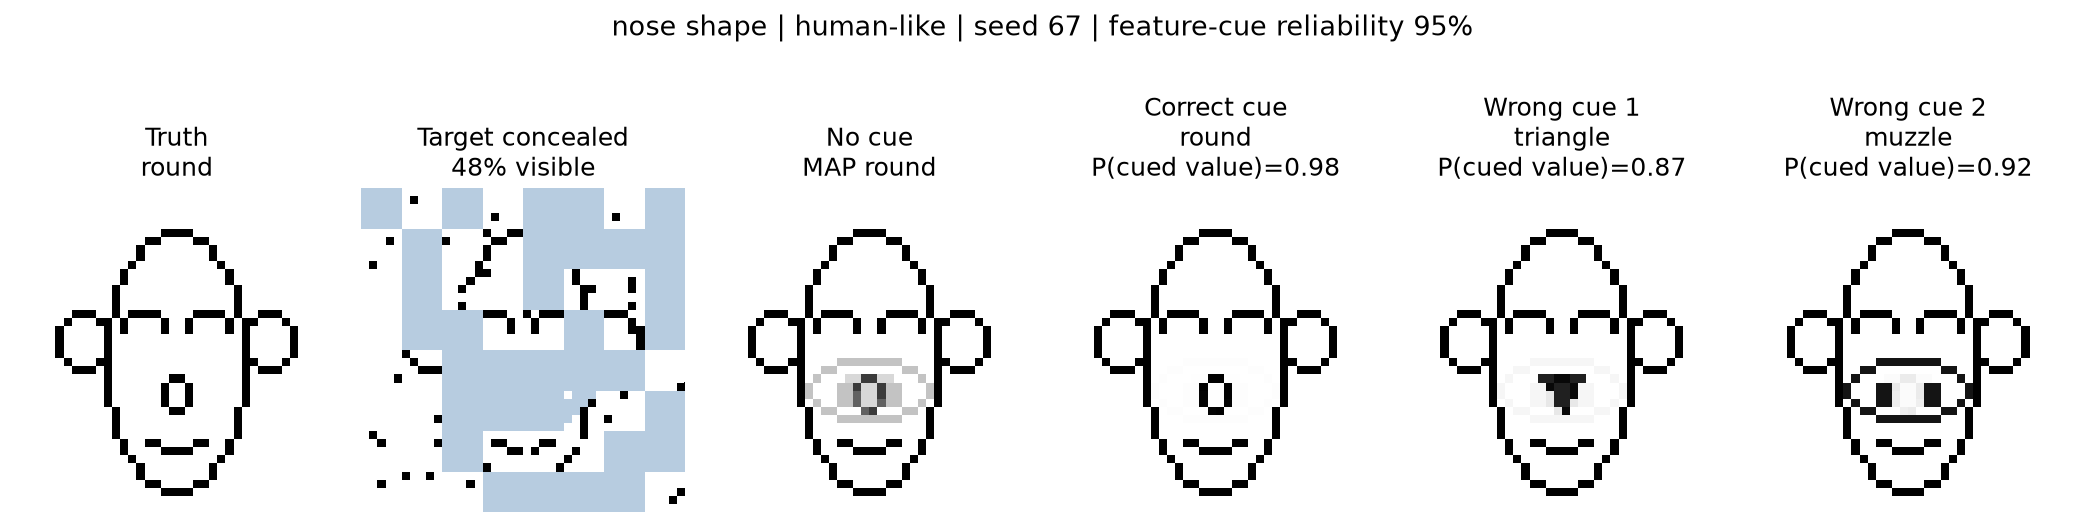 nose shape | human-like | seed 67 | feature-cue reliability 95%
Truth
round
Target concealed
48% visible
No cue
MAP round
Correct cue
round
P(cued value)=0.98
Wrong cue 1
triangle
P(cued value)=0.87
Wrong cue 2
muzzle
P(cued value)=0.92